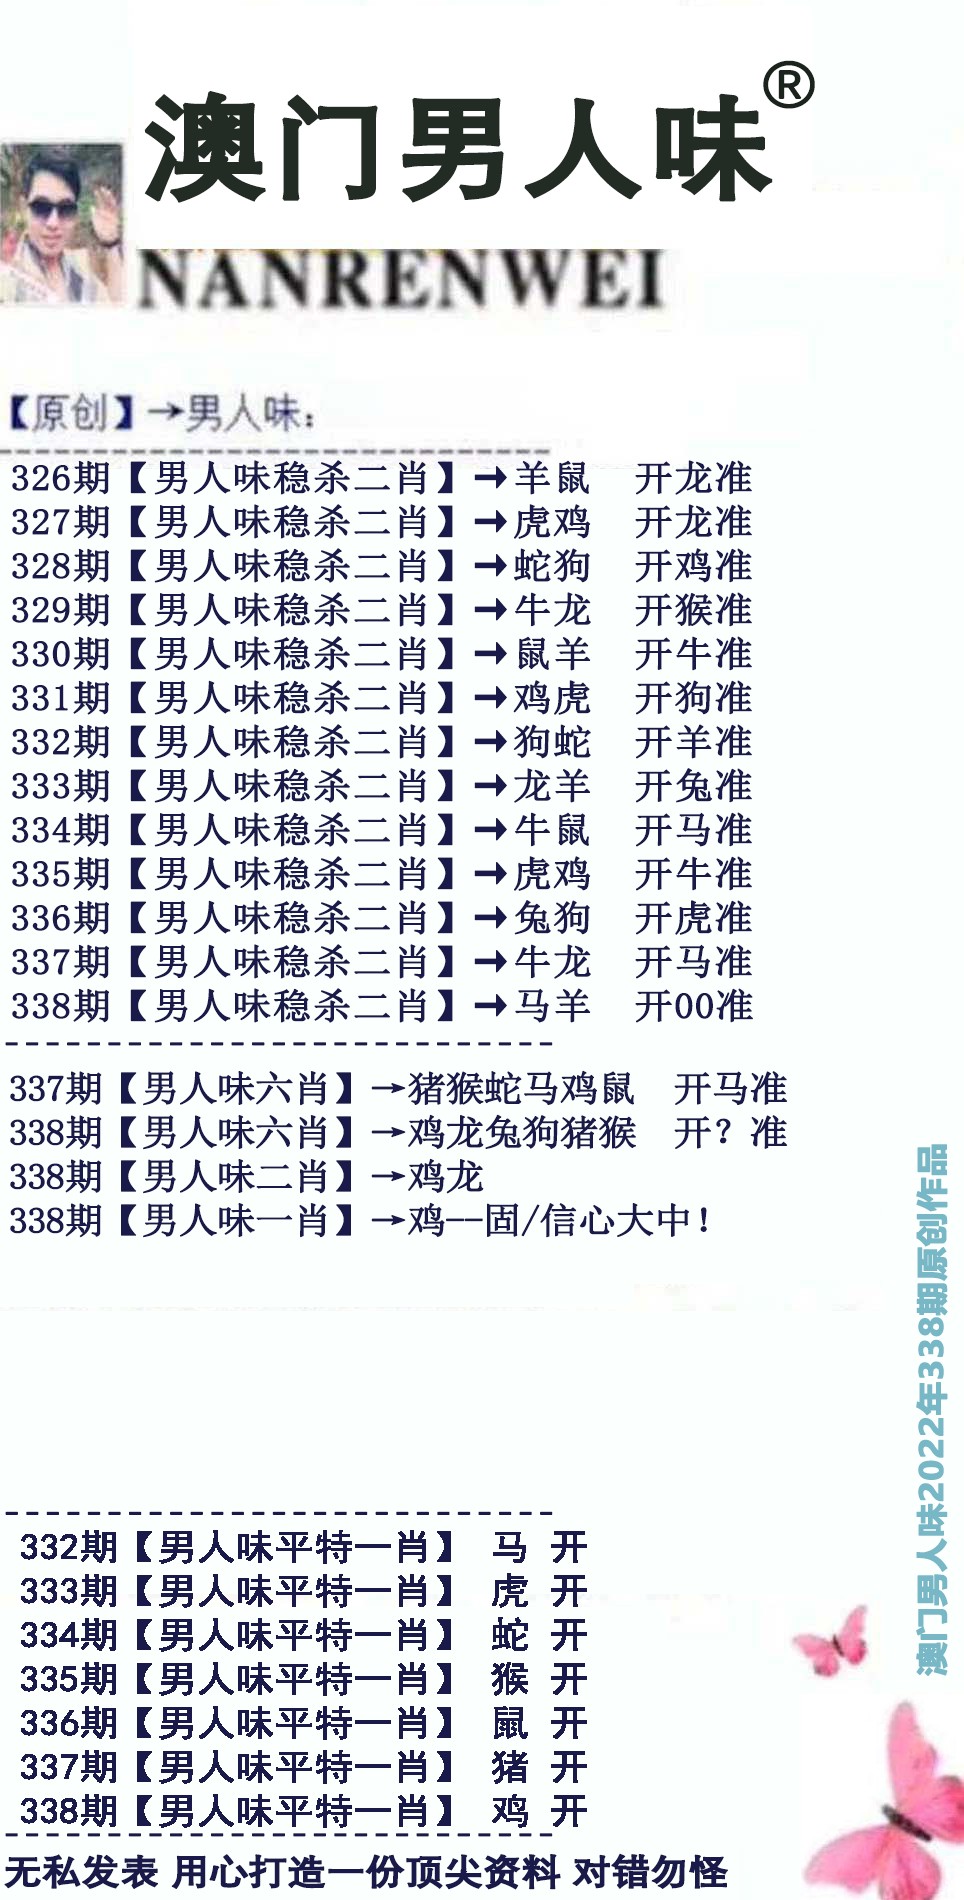 澳门男人味®
NANRENWEI
【原创】→男人味：
326期【男人味稳杀二肖】→羊鼠 开龙准
327期【男人味稳杀二肖】→虎鸡 开龙准
328期【男人味稳杀二肖】→蛇狗 开鸡准
329期【男人味稳杀二肖】→牛龙 开猴准
330期【男人味稳杀二肖】→鼠羊 开牛准
331期【男人味稳杀二肖】→鸡虎 开狗准
332期【男人味稳杀二肖】→狗蛇 开羊准
333期【男人味稳杀二肖】→龙羊 开兔准
334期【男人味稳杀二肖】→牛鼠 开马准
335期【男人味稳杀二肖】→虎鸡 开牛准
336期【男人味稳杀二肖】→兔狗 开虎准
337期【男人味稳杀二肖】→牛龙 开马准
338期【男人味稳杀二肖】→马羊 开00准
337期【男人味六肖】→猪猴蛇马鸡鼠 开马准
338期【男人味六肖】→鸡龙兔狗猪猴 开？准
338期【男人味二肖】→鸡龙
338期【男人味一肖】→鸡--固/信心大中！
332期【男人味平特一肖】 马 开
333期【男人味平特一肖】 虎 开
334期【男人味平特一肖】 蛇 开
335期【男人味平特一肖】 猴 开
336期【男人味平特一肖】 鼠 开
337期【男人味平特一肖】 猪 开
338期【男人味平特一肖】 鸡 开
无私发表 用心打造一份顶尖资料 对错勿怪
澳门男人味2022年338期原创作品